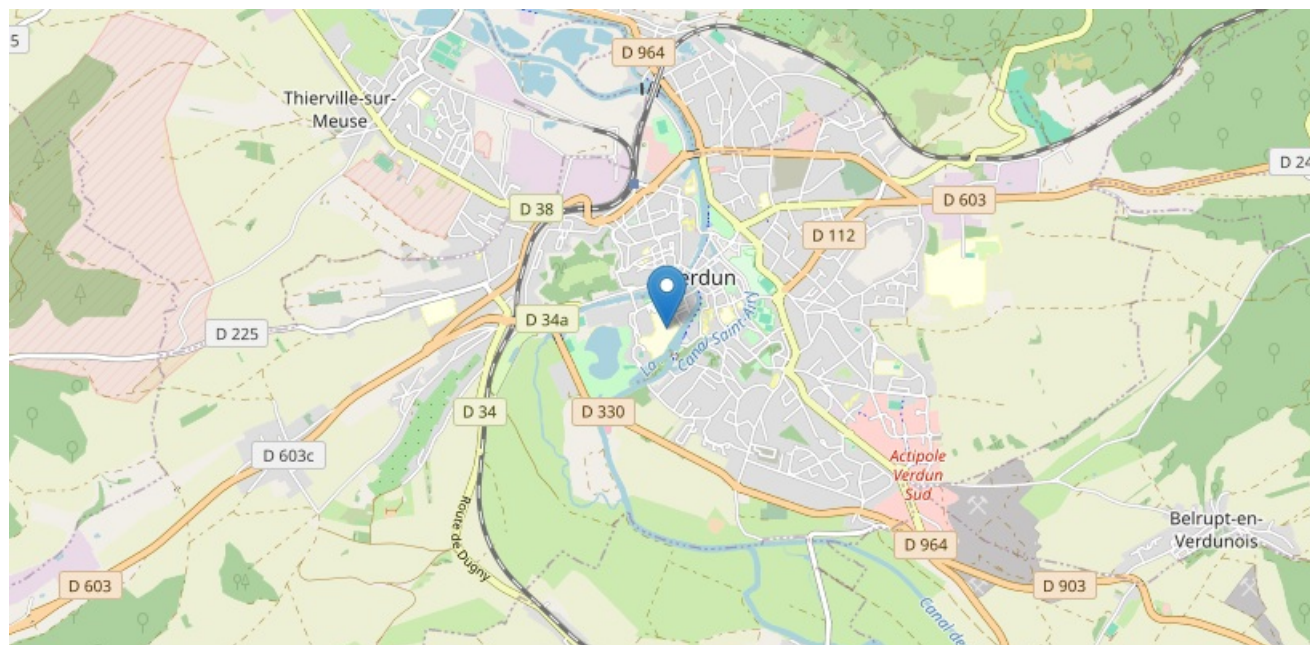 5
D 964
Thierville-sur-
Meuse
D 24
D 38
D 603
D 112
erdun
D 34a
D 225
Canal Saint-Airy
La
D 34
D 330
D 603c
Actipole
Verdun
Sud
Route de Dugny
Belrupt-en-
Verdunois
D 964
D 603
D 903
Canal de